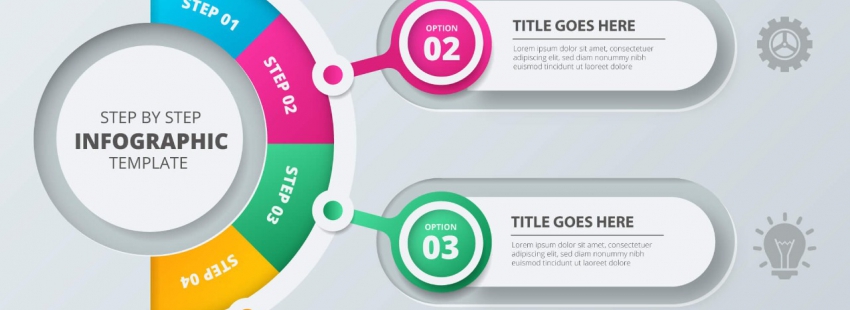 STEP BY STEP
INFOGRAPHIC
TEMPLATE
STEP 01
STEP 02
STEP 03
STEP 04
OPTION
02
TITLE GOES HERE
Lorem ipsum dolor sit amet, consectetuer
adipiscing elit, sed diam nonummy nibh
euismod tincidunt ut laoreet dolore
OPTION
03
TITLE GOES HERE
Lorem ipsum dolor sit amet, consectetuer
adipiscing elit, sed diam nonummy nibh
euismod tincidunt ut laoreet dolore